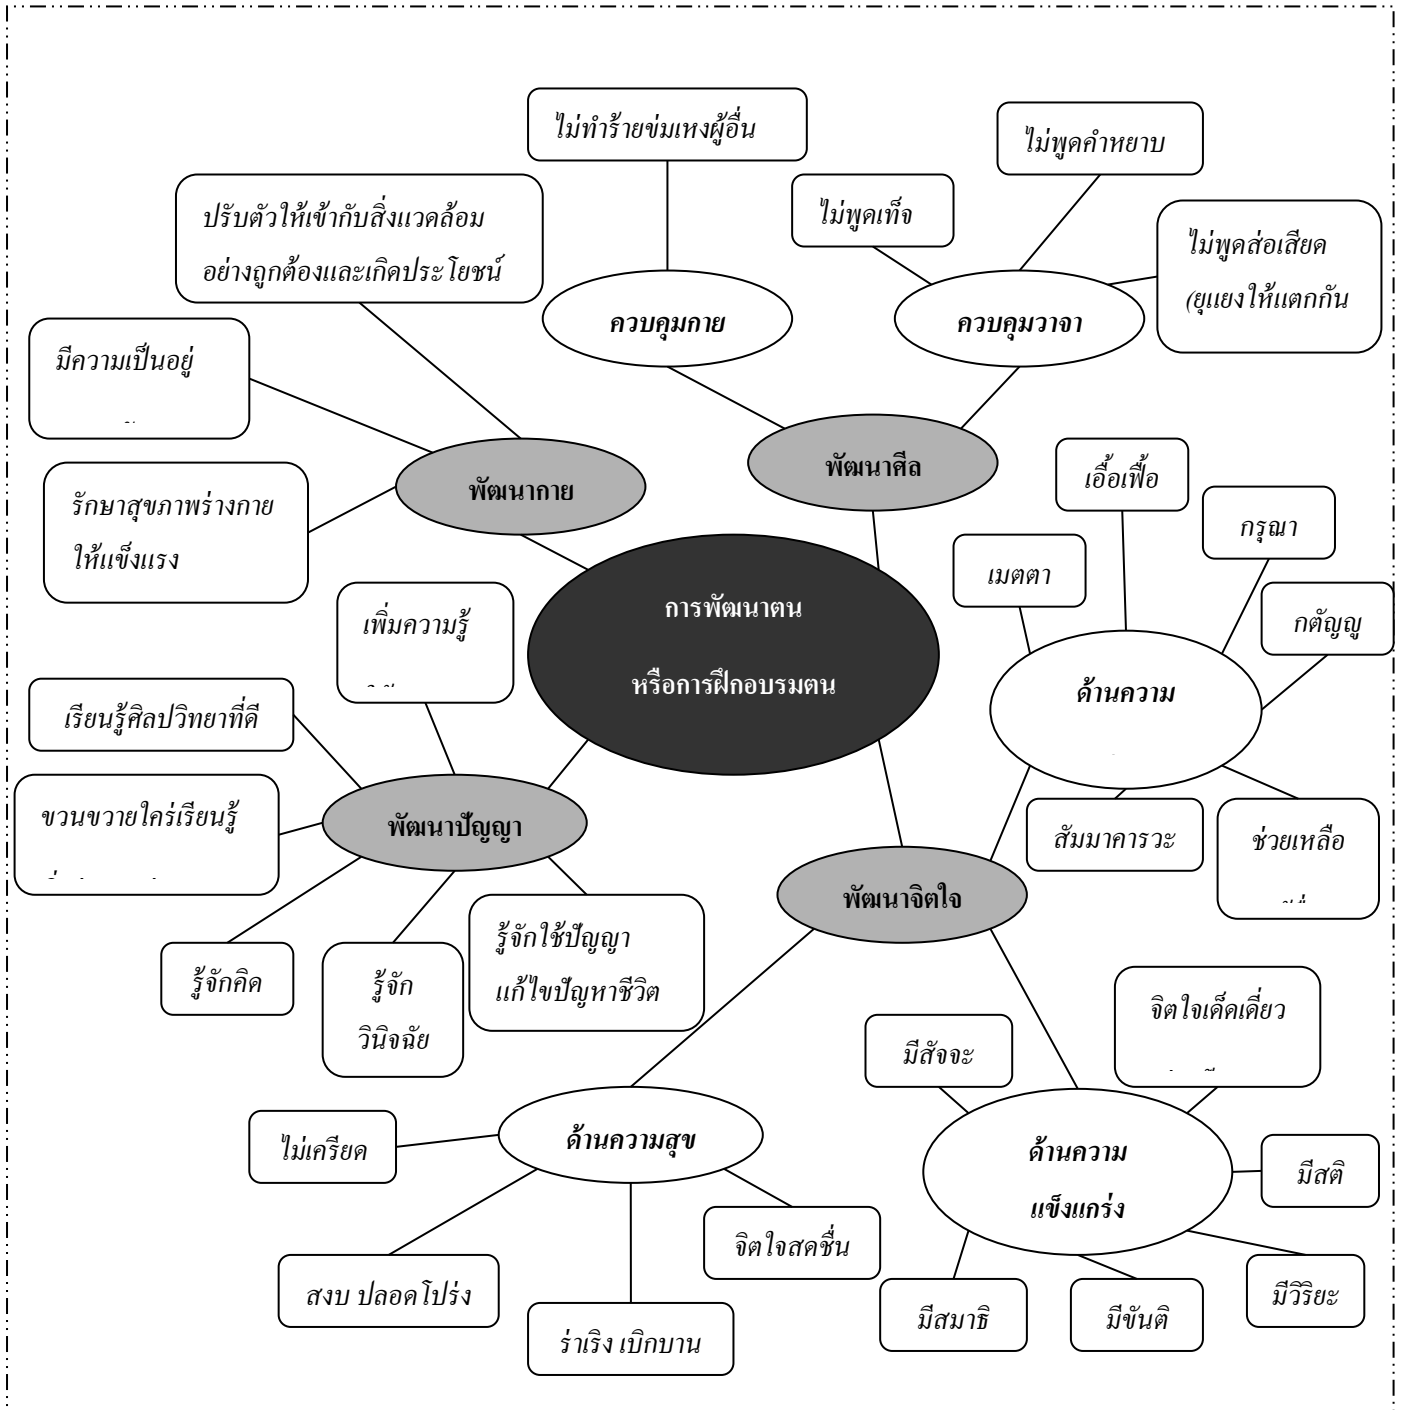 ไม่ทำร้ายข่มเหงผู้อื่น
ไม่พูดคำหยาบ
ไม่พูดเท็จ
ปรับตัวให้เข้ากับสิ่งแวดล้อม
อย่างถูกต้องและเกิดประโยชน์
ไม่พูดส่อเสียด
(ยุแยงให้แตกกัน
ควบคุมกาย
ควบคุมวาจา
มีความเป็นอยู่
พัฒนากาย
พัฒนาศีล
รักษาสุขภาพร่างกาย
ให้แข็งแรง
เอื้อเฟื้อ
กรุณา
เมตตา
กตัญญู
การพัฒนาตน
หรือการฝึกอบรมตน
เพิ่มความรู้
ด้านความ
เรียนรู้ศิลปวิทยาที่ดี
ขวนขวายใคร่เรียนรู้
พัฒนาปัญญา
สัมมาคารวะ
ช่วยเหลือ
พัฒนาจิตใจ
รู้จักคิด
รู้จัก
วินิจฉัย
รู้จักใช้ปัญญา
แก้ไขปัญหาชีวิต
จิตใจเด็ดเดี่ยว
มีสัจจะ
ไม่เครียด
ด้านความสุข
ด้านความ
แข็งแกร่ง
มีสติ
จิตใจสดชื่น
สงบ ปลอดโปร่ง
ร่าเริง เบิกบาน
มีสมาธิ
มีขันติ
มีวิริยะ